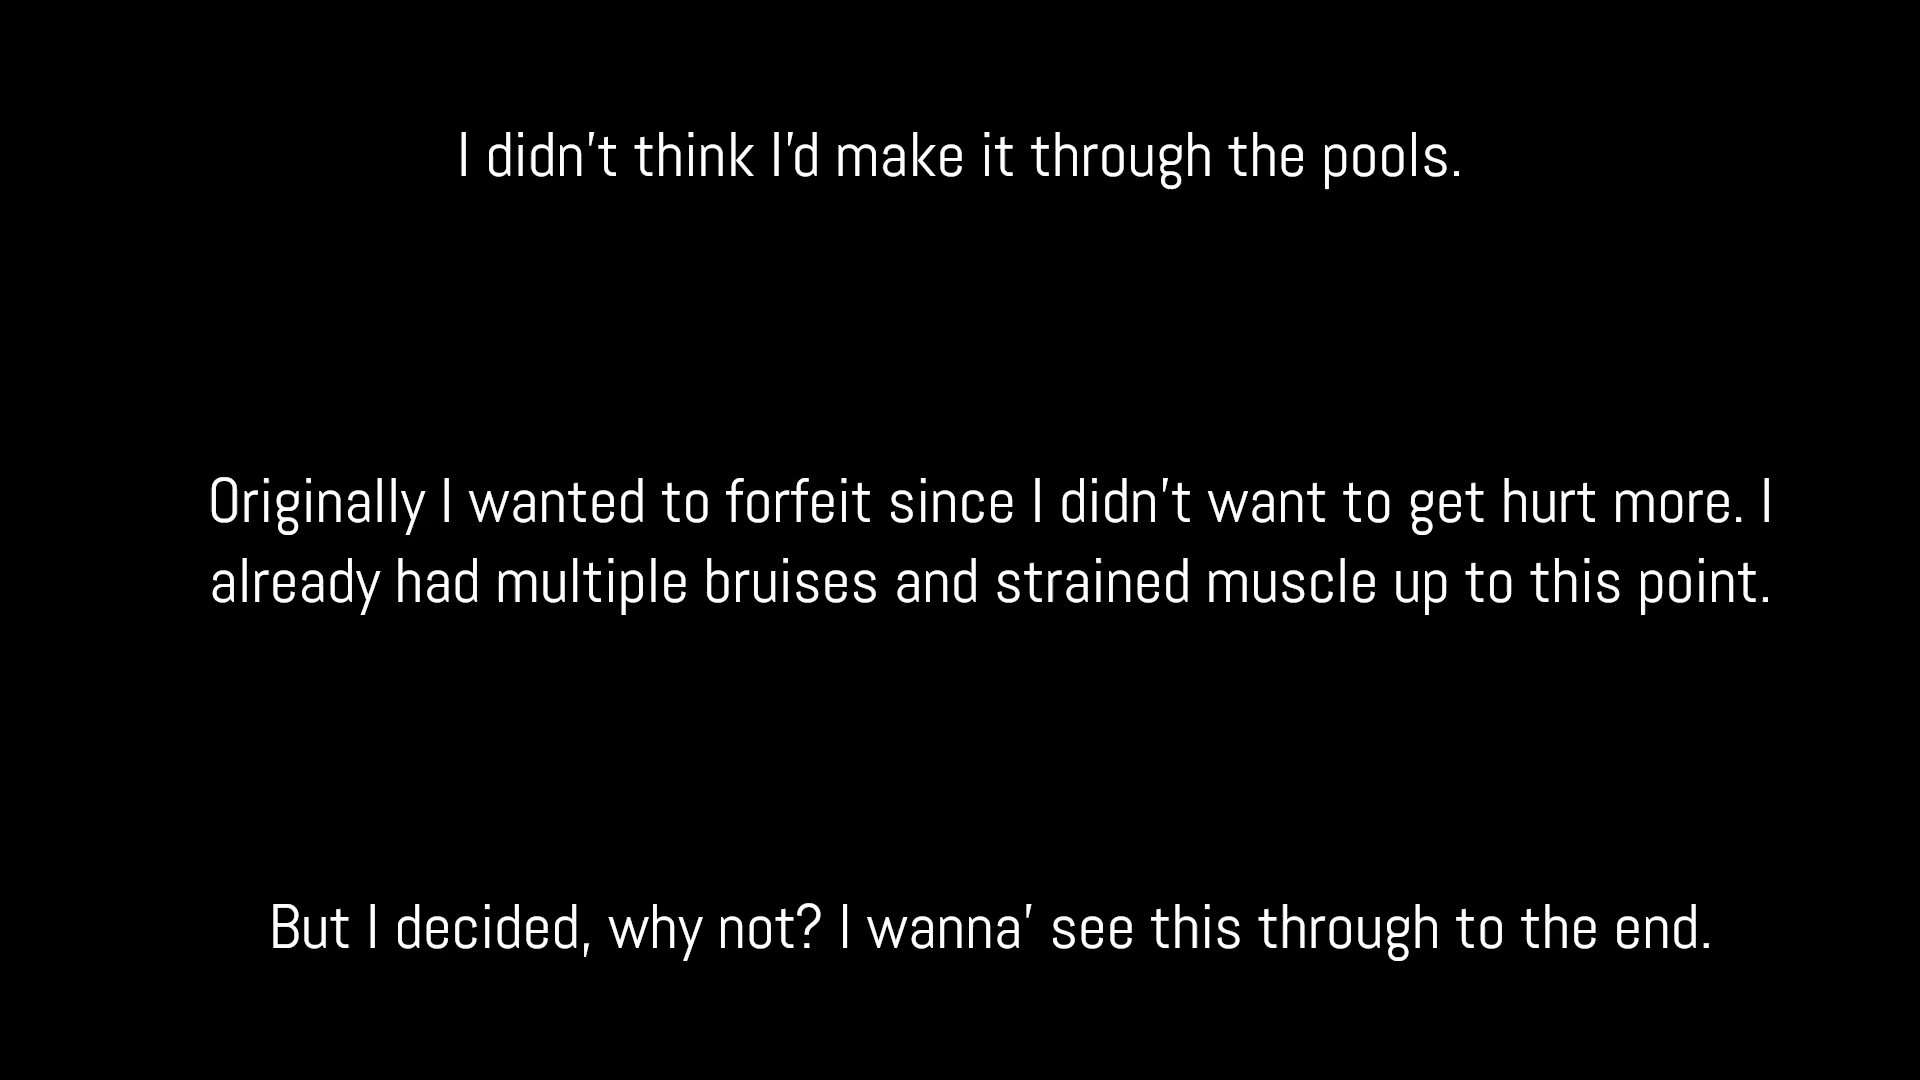 I didn't think I'd make it through the pools.
Originally I wanted to forfeit since I didn't want to get hurt more. I
already had multiple bruises and strained muscle up to this point.
But I decided, why not? I wanna' see this through to the end.